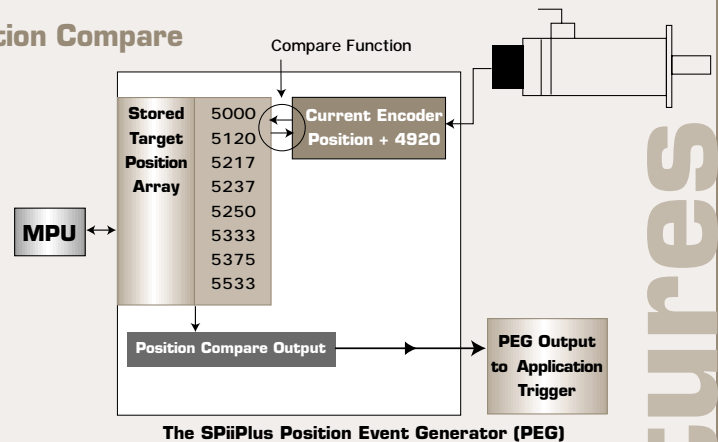 tion Compare
Compare Function
Stored
Target
Position
Array
5000
5120
5217
5237
5250
5333
5375
5533
Current Encoder
Position + 4920
MPU
Position Compare Output
PEG Output
to Application
Trigger
The SPiiPlus Position Event Generator (PEG)
tures